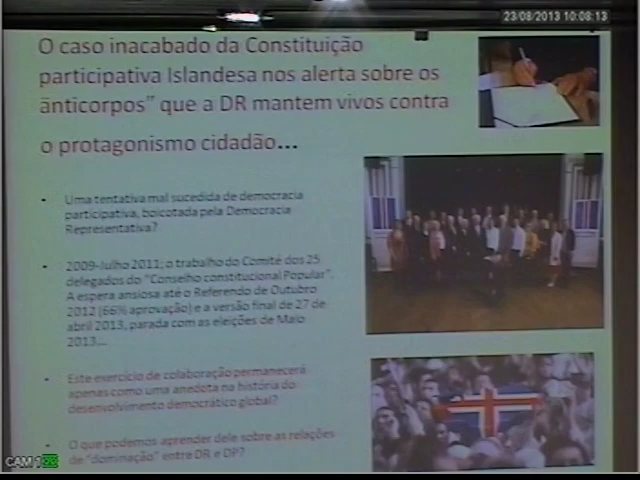 23/08/2013 10:08:13
O caso inacabado da Constituição
participativa Islandesa nos alerta sobre os
änticorpos” que a DR mantem vivos contra
o protagonismo cidadão...
• Uma tentativa mal sucedida de democracia
participativa, boicotada pela Democracia
Representativa?
• 2009-Julho 2011: o trabalho do Comité dos 25
delegados do “Conselho constitucional Popular”.
A espera ansiosa até o Referendo de Outubro
2012 (66% aprovação) e a versão final de 27 de
abril 2013, parada com as eleições de Maio
2013...
• Este exercício de colaboração permanecerá
apenas como uma anedota na história do
desenvolvimento democrático global?
• O que podemos aprender dele sobre as relações
de “dominação” entre DR e DP?
CAM 1